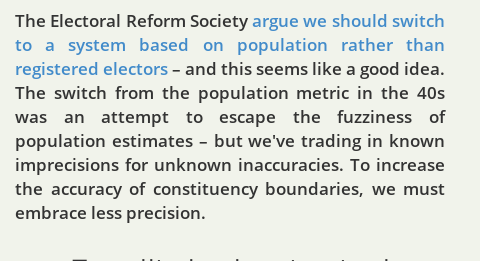 The Electoral Reform Society argue we should switch
to a system based on population rather than
registered electors – and this seems like a good idea.
The switch from the population metric in the 40s
was an attempt to escape the fuzziness of
population estimates – but we've trading in known
imprecisions for unknown inaccuracies. To increase
the accuracy of constituency boundaries, we must
embrace less precision.